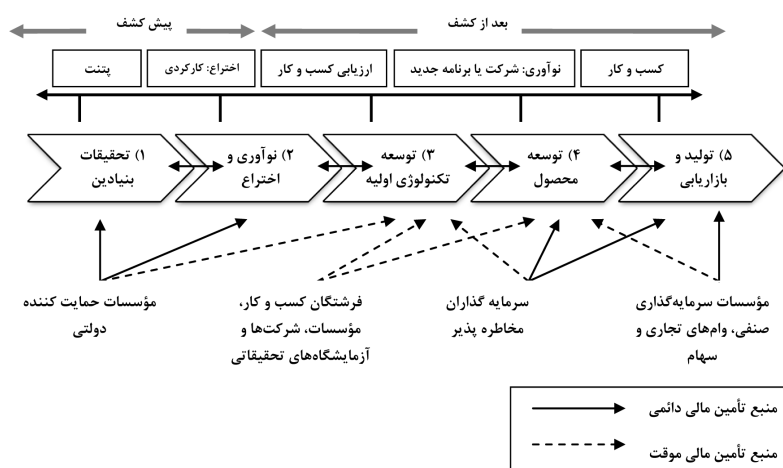 پیش کشف
بعد از کشف
پتنت
اختراع: کارکردی
ارزیابی کسب و کار
نوآوری: شرکت یا برنامه جدید
کسب و کار
۱) تحقیقات
بنیادین
۲) نوآوری و
اختراع
۳) توسعه
تکنولوژی اولیه
۴) توسعه
محصول
۵) تولید و
بازاریابی
مؤسسات حمایت کننده
دولتی
فرشتگان کسب و کار،
مؤسسات، شرکت‌ها و
آزمایشگاه‌های تحقیقاتی
سرمایه گذاران
مخاطره پذیر
مؤسسات سرمایه‌گذاری
صنفی، وام‌های تجاری و
سهام
منبع تأمین مالی دائمی
منبع تأمین مالی موقت